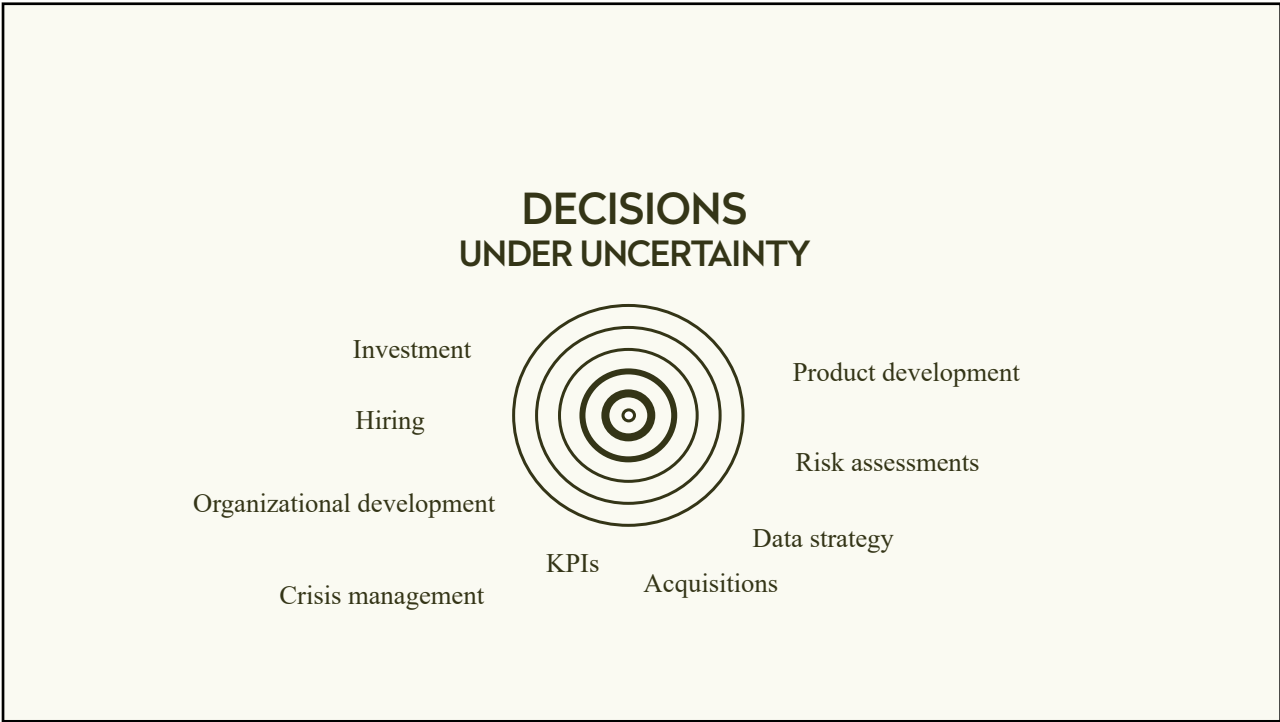 DECISIONS
UNDER UNCERTAINTY
Investment
Product development
Hiring
Risk assessments
Organizational development
Data strategy
KPIs
Acquisitions
Crisis management